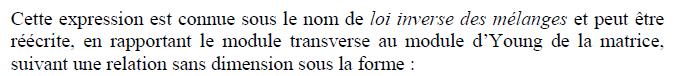 Cette expression est connue sous le nom de loi inverse des mélanges et peut être
réécrite, en rapportant le module transverse au module d'Young de la matrice,
suivant une relation sans dimension sous la forme :